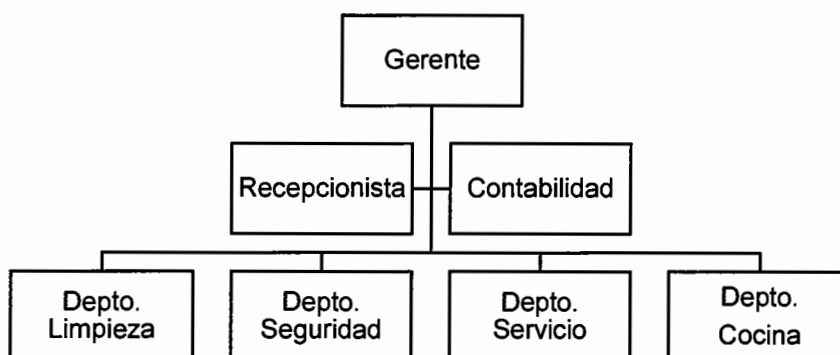 Gerente
Recepcionista
Contabilidad
Depto.
Limpieza
Depto.
Seguridad
Depto.
Servicio
Depto.
Cocina